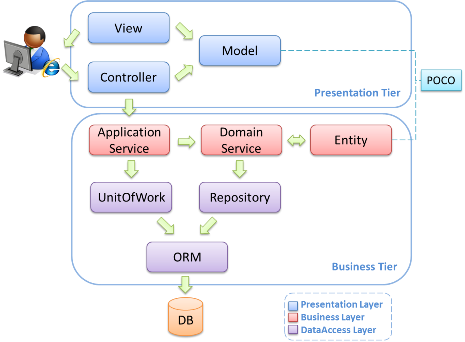 View
Model
Controller
POCO
Presentation Tier
Application
Service
Domain
Service
Entity
UnitOfWork
Repository
ORM
Business Tier
DB
Presentation Layer
Business Layer
DataAccess Layer